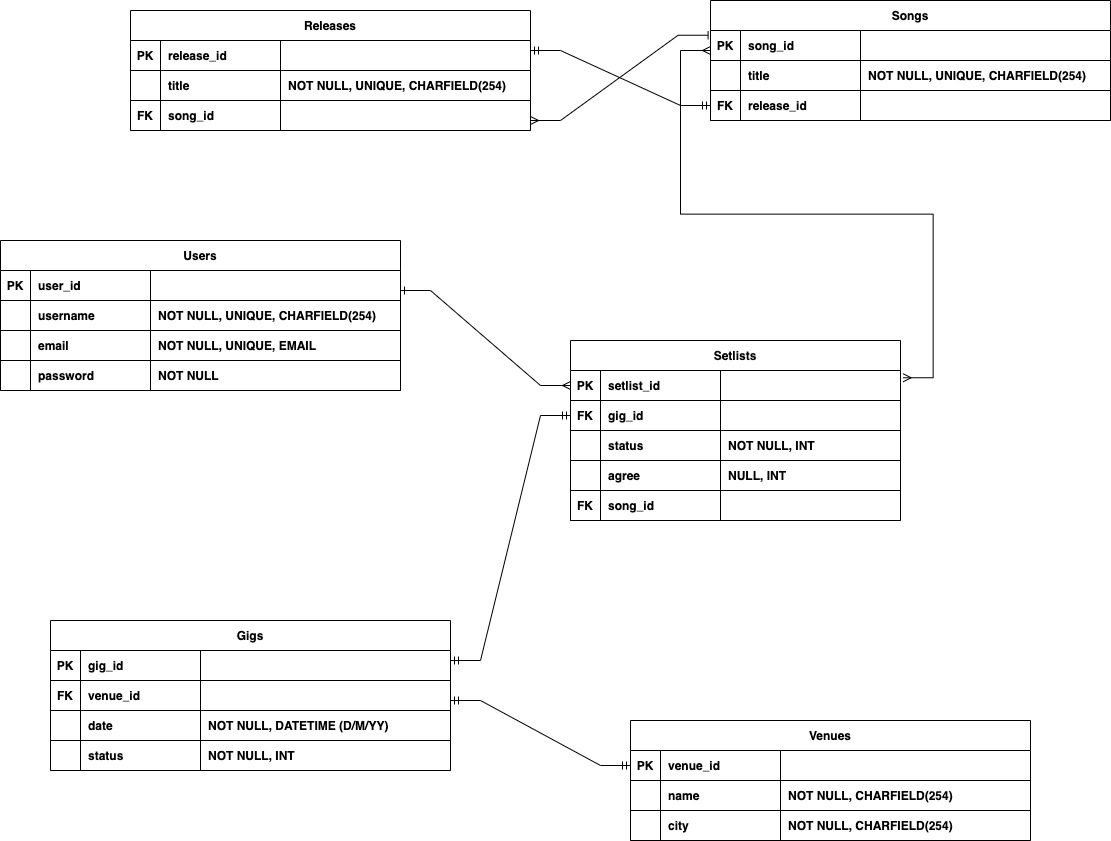 Releases
PK release_id
title NOT NULL, UNIQUE, CHARFIELD(254)
FK song_id
Songs
PK song_id
title NOT NULL, UNIQUE, CHARFIELD(254)
FK release_id
Users
PK user_id
username NOT NULL, UNIQUE, CHARFIELD(254)
email NOT NULL, UNIQUE, EMAIL
password NOT NULL
Setlists
PK setlist_id
FK gig_id
status NOT NULL, INT
agree NULL, INT
FK song_id
Gigs
PK gig_id
FK venue_id
date NOT NULL, DATETIME (D/M/YY)
status NOT NULL, INT
Venues
PK venue_id
name NOT NULL, CHARFIELD(254)
city NOT NULL, CHARFIELD(254)